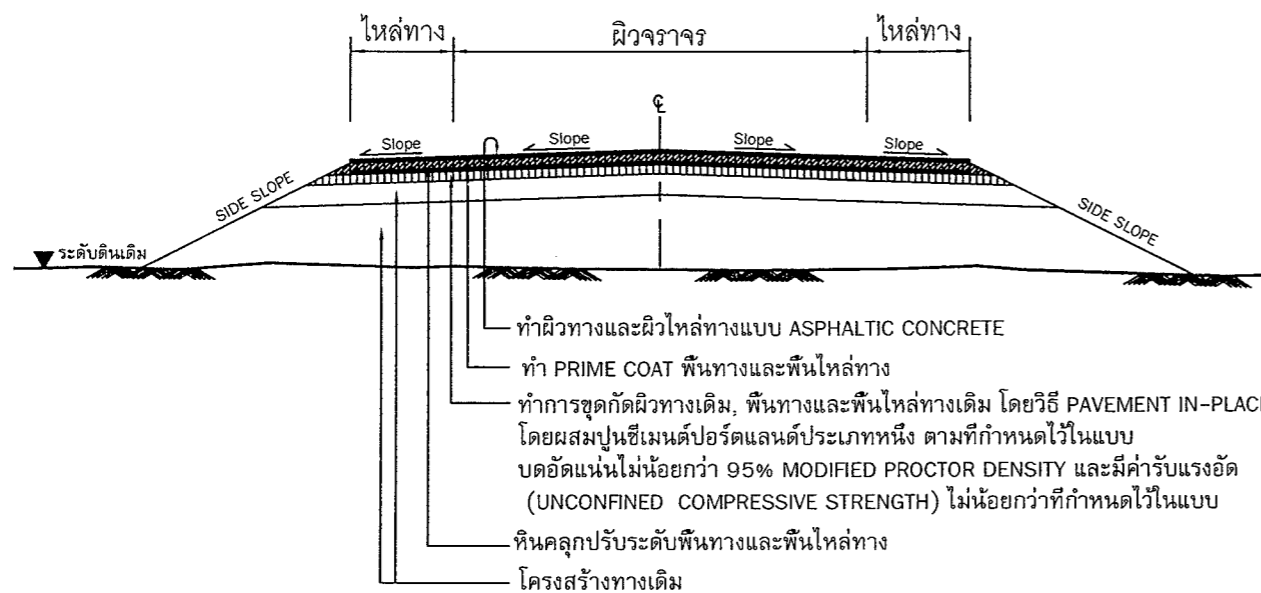 ไหล่ทาง ผิวจราจร ไหล่ทาง
℄
Slope Slope Slope Slope
SIDE SLOPE
SIDE SLOPE
ระดับดินเดิม
ทำผิวทางและผิวไหล่ทางแบบ ASPHALTIC CONCRETE
ทำ PRIME COAT พื้นทางและพื้นไหล่ทาง
ทำการขุดกัดผิวทางเดิม, พื้นทางและพื้นไหล่ทางเดิม โดยวิธี PAVEMENT IN-PLAC
โดยผสมปูนซีเมนต์ปอร์ตแลนด์ประเภทหนึ่ง ตามที่กำหนดไว้ในแบบ
บดอัดแน่นไม่น้อยกว่า 95% MODIFIED PROCTOR DENSITY และมีค่ารับแรงอัด
(UNCONFINED COMPRESSIVE STRENGTH) ไม่น้อยกว่าที่กำหนดไว้ในแบบ
หินคลุกปรับระดับพื้นทางและพื้นไหล่ทาง
โครงสร้างทางเดิม